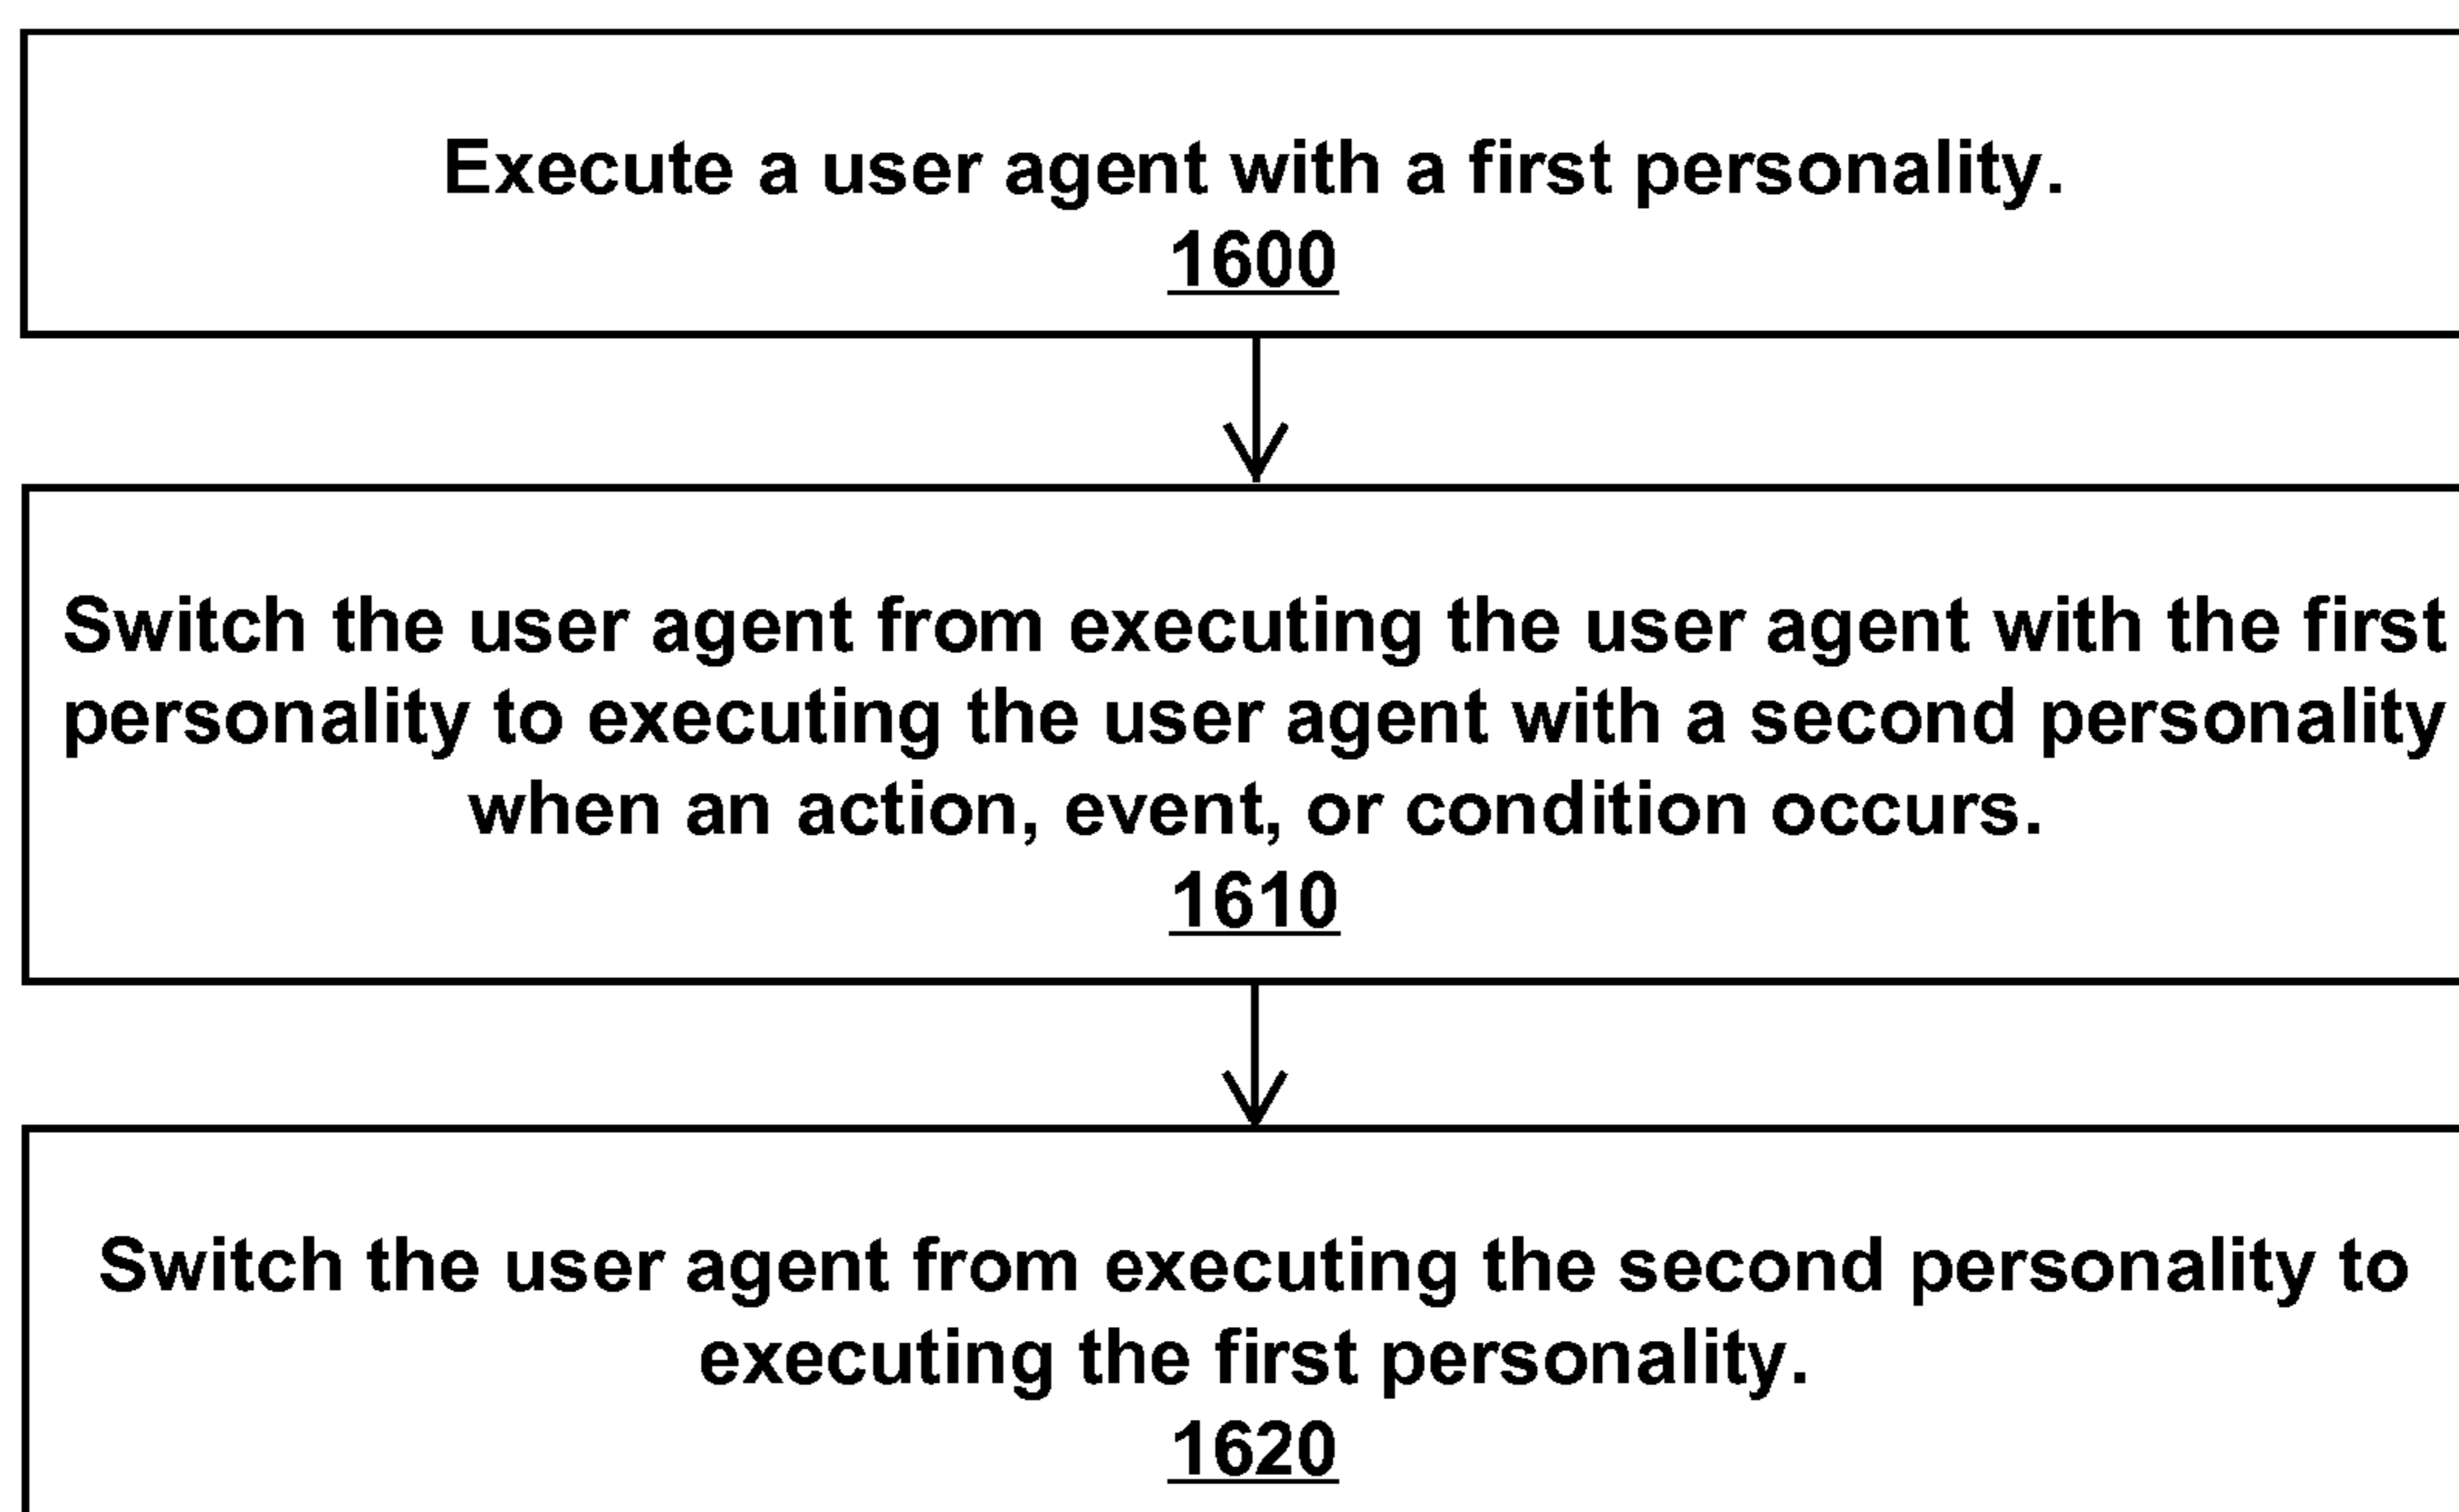 Execute a user agent with a first personality.
1600
Switch the user agent from executing the user agent with the first
personality to executing the user agent with a second personality
when an action, event, or condition occurs.
1610
Switch the user agent from executing the second personality to
executing the first personality.
1620